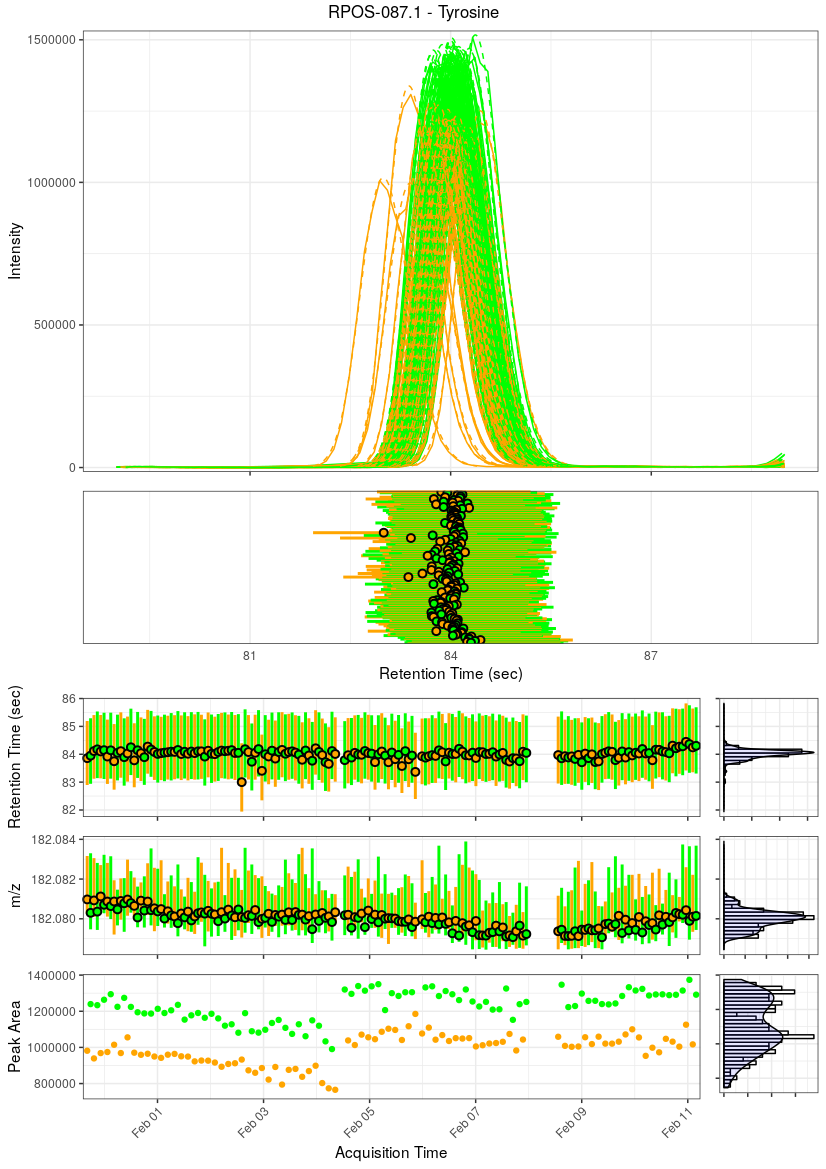 RPOS-087.1 - Tyrosine
1500000
1000000
500000
0
Intensity
81
84
87
Retention Time (sec)
86
85
84
83
82
Retention Time (sec)
182.084
182.082
182.080
m/z
1400000
1200000
1000000
800000
Peak Area
Feb 01
Feb 03
Feb 05
Feb 07
Feb 09
Feb 11
Acquisition Time